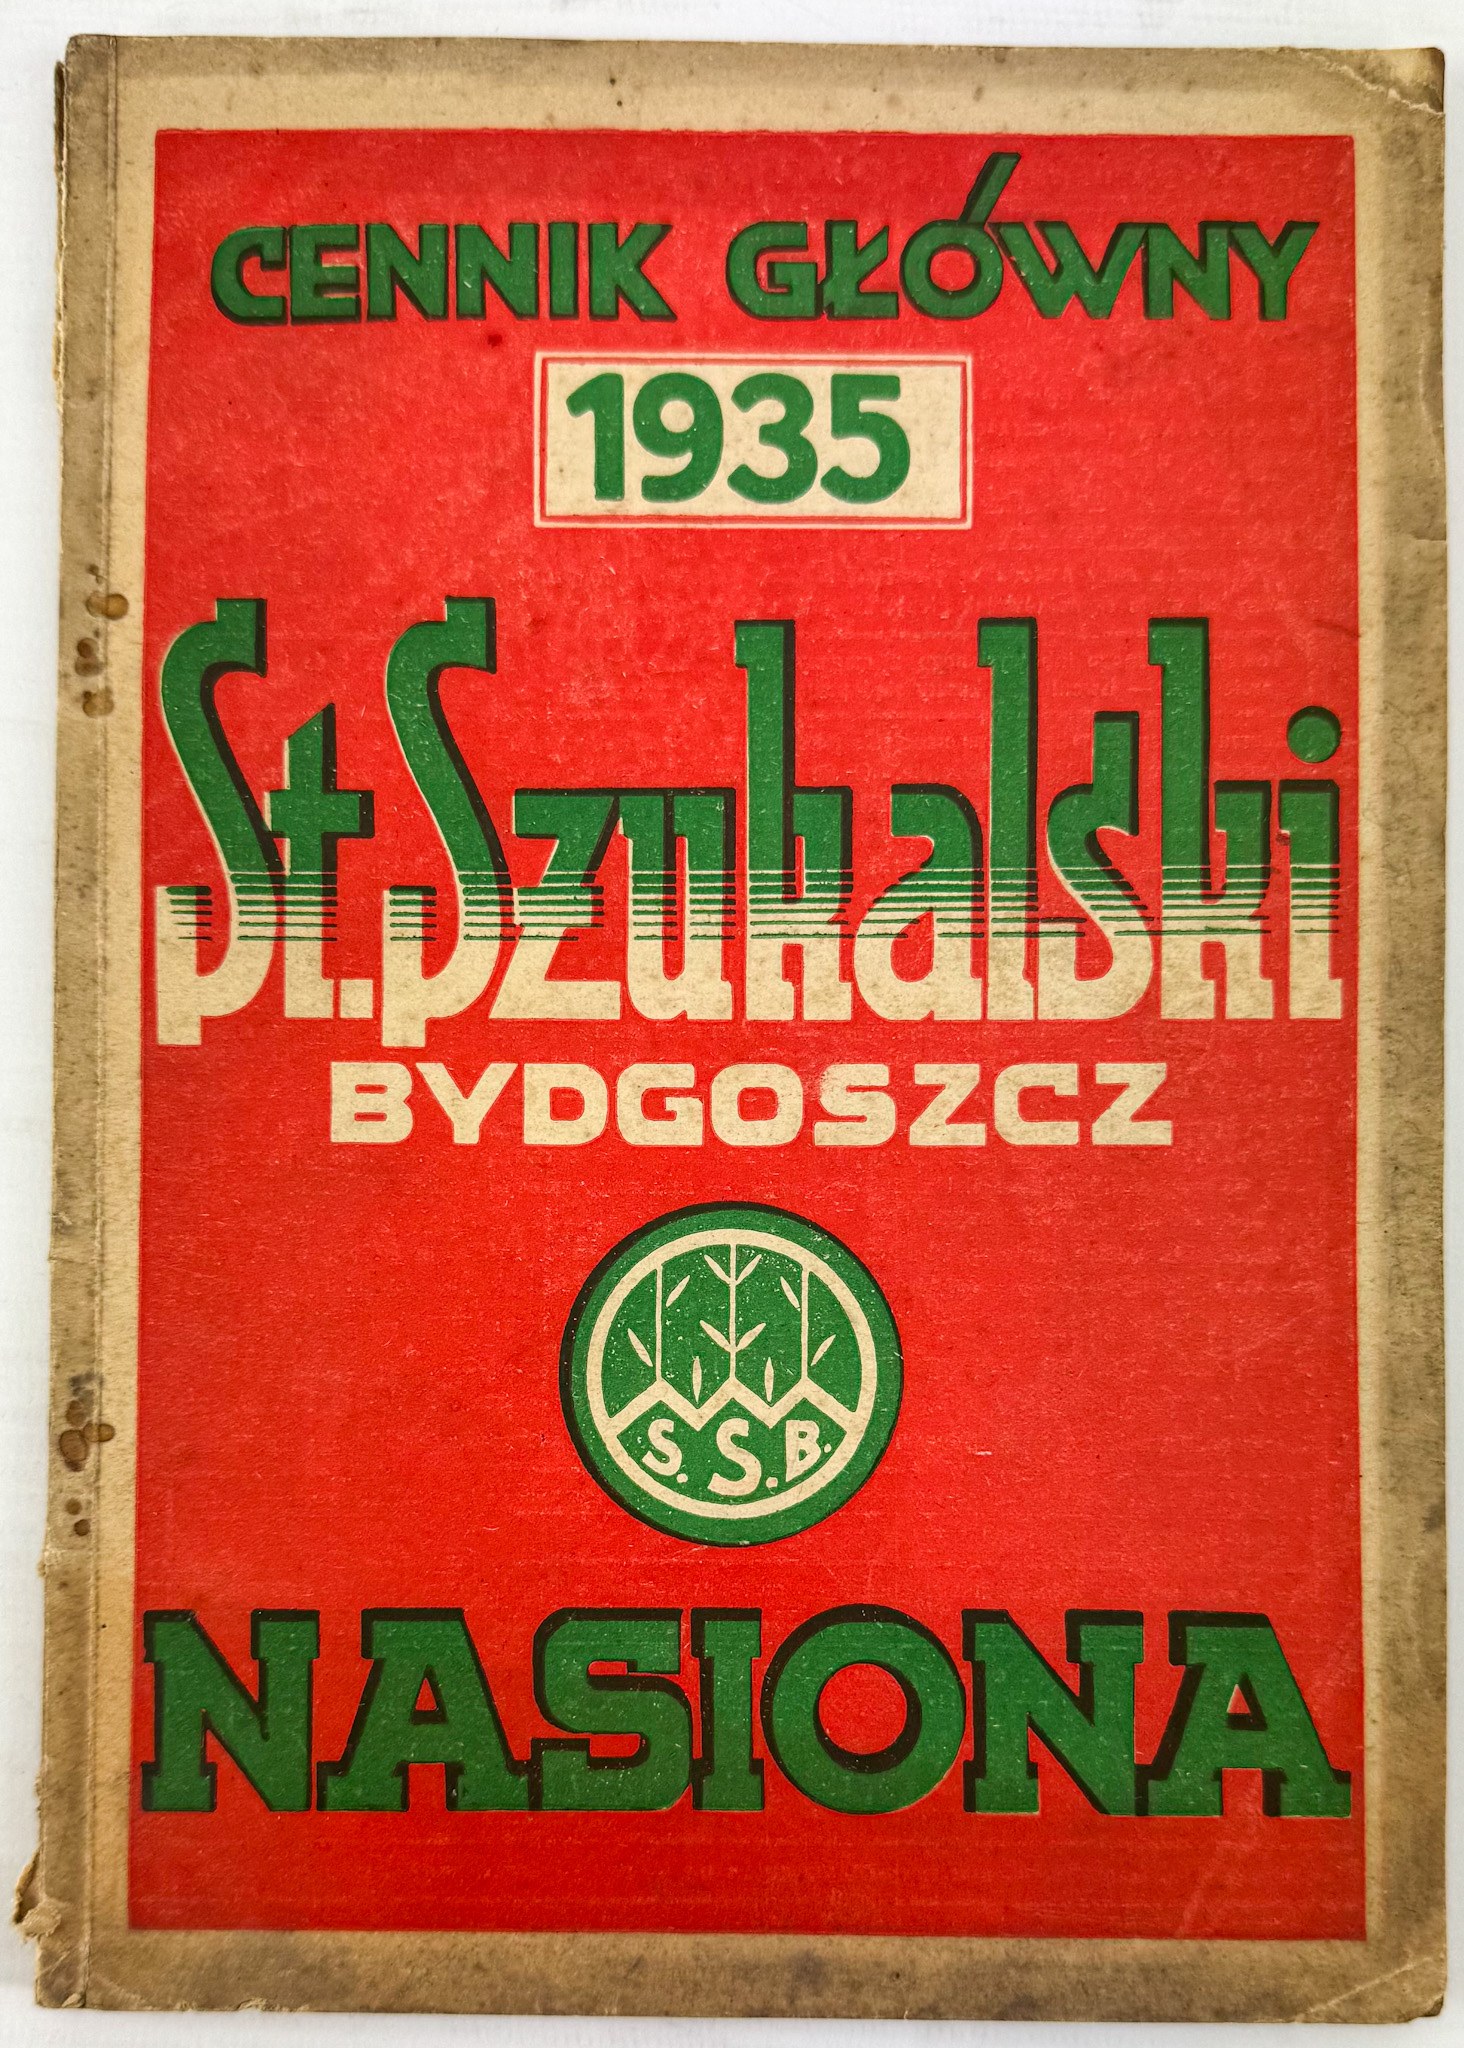 CENNIK GŁÓWNY
1935
St. Szukalski
BYDGOSZCZ
S. S. B.
NASIONA